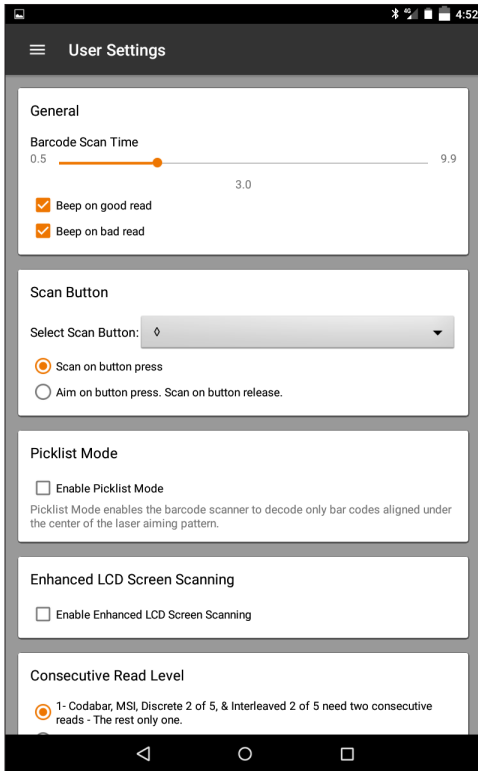 4G 4:52
User Settings
General
Barcode Scan Time
0.5 9.9
3.0
Beep on good read
Beep on bad read
Scan Button
Select Scan Button: ◊
Scan on button press
Aim on button press. Scan on button release.
Picklist Mode
Enable Picklist Mode
Picklist Mode enables the barcode scanner to decode only bar codes aligned under
the center of the laser aiming pattern.
Enhanced LCD Screen Scanning
Enable Enhanced LCD Screen Scanning
Consecutive Read Level
1- Codabar, MSI, Discrete 2 of 5, & Interleaved 2 of 5 need two consecutive
reads - The rest only one.